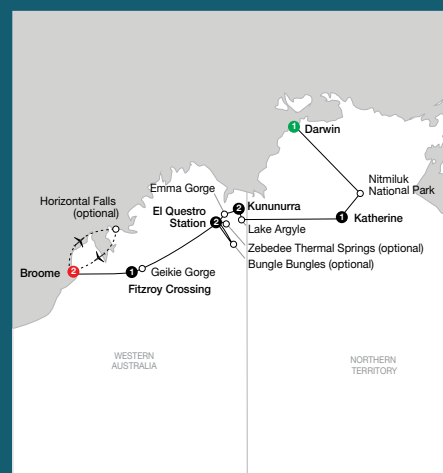 1
Darwin
Nitmiluk
National Park
Emma Gorge
Horizontal Falls
(optional)
El Questro
Station
2
2
Kununurra
1
Katherine
Lake Argyle
Zebedee Thermal Springs (optional)
Bungle Bungles (optional)
Broome
2
1
Geikie Gorge
Fitzroy Crossing
WESTERN
AUSTRALIA
NORTHERN
TERRITORY